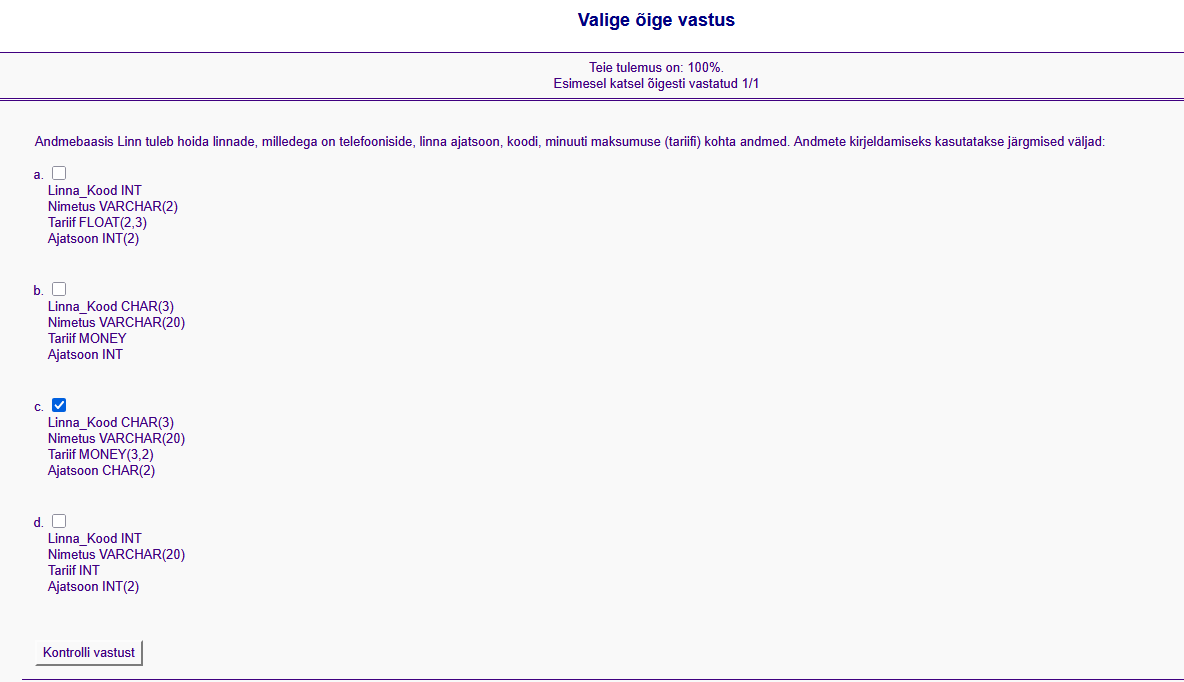 Valige õige vastus
Teie tulemus on: 100%.
Esimesel katsel õigesti vastatud 1/1
Andmebaasis Linn tuleb hoida linnade, milledega on telefooniside, linna ajatsoon, koodi, minuuti maksumuse (tariifi) kohta andmed. Andmete kirjeldamiseks kasutatakse järgmised väljad:
a.
Linna_Kood INT
Nimetus VARCHAR(2)
Tariif FLOAT(2,3)
Ajatsoon INT(2)
b.
Linna_Kood CHAR(3)
Nimetus VARCHAR(20)
Tariif MONEY
Ajatsoon INT
c.
Linna_Kood CHAR(3)
Nimetus VARCHAR(20)
Tariif MONEY(3,2)
Ajatsoon CHAR(2)
d.
Linna_Kood INT
Nimetus VARCHAR(20)
Tariif INT
Ajatsoon INT(2)
Kontrolli vastust